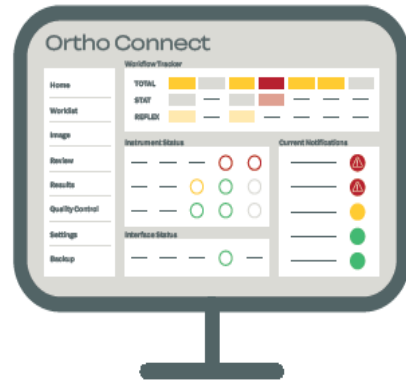 Ortho Connect
Workflow Tracker
Home
Worklist
Image
Review
Results
Quality Control
Settings
Backup
TOTAL
STAT
REFLEX
Instrument Status
Current Notifications
Interface Status